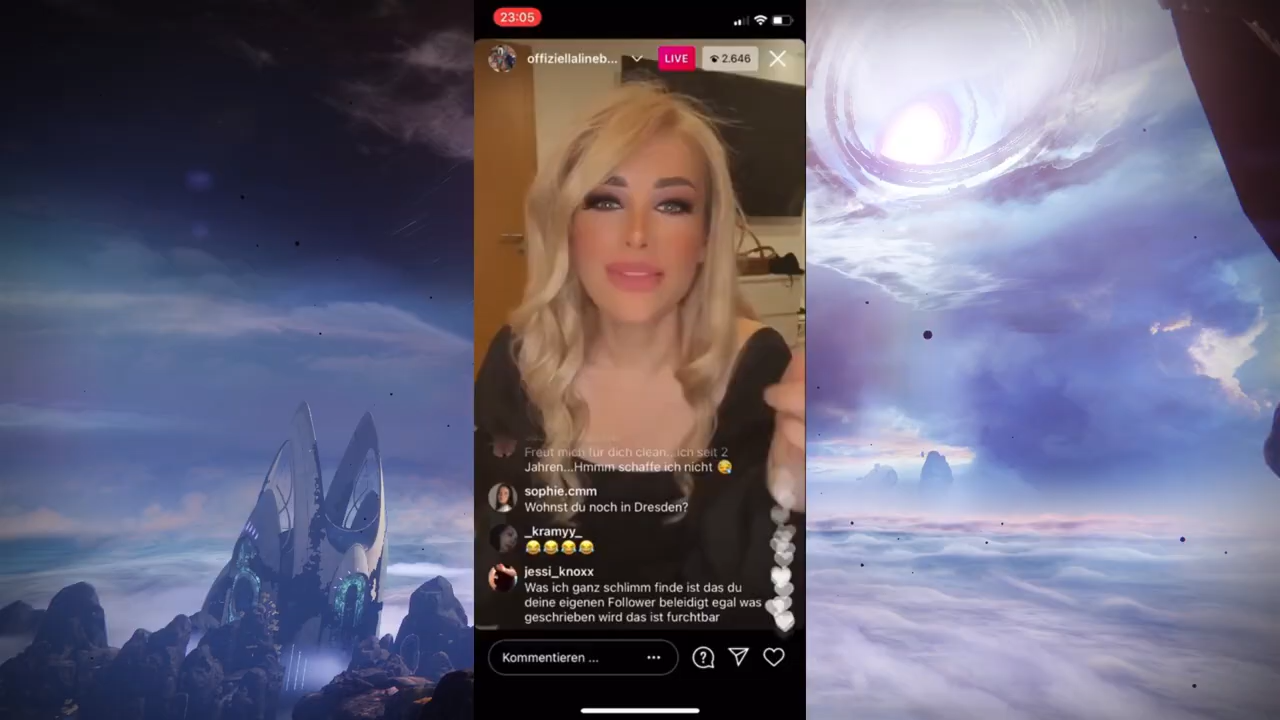 23:05
offiziellalineb...
LIVE
2.646
Freut mich für dich clean...ich seit 2
Jahren...Hmmm schaffe ich nicht 😪
sophie.cmm
Wohnst du noch in Dresden?
_kramyy_
😂😂😂😂
jessi_knoxx
Was ich ganz schlimm finde ist das du
deine eigenen Follower beleidigt egal was
geschrieben wird das ist furchtbar
Kommentieren ...